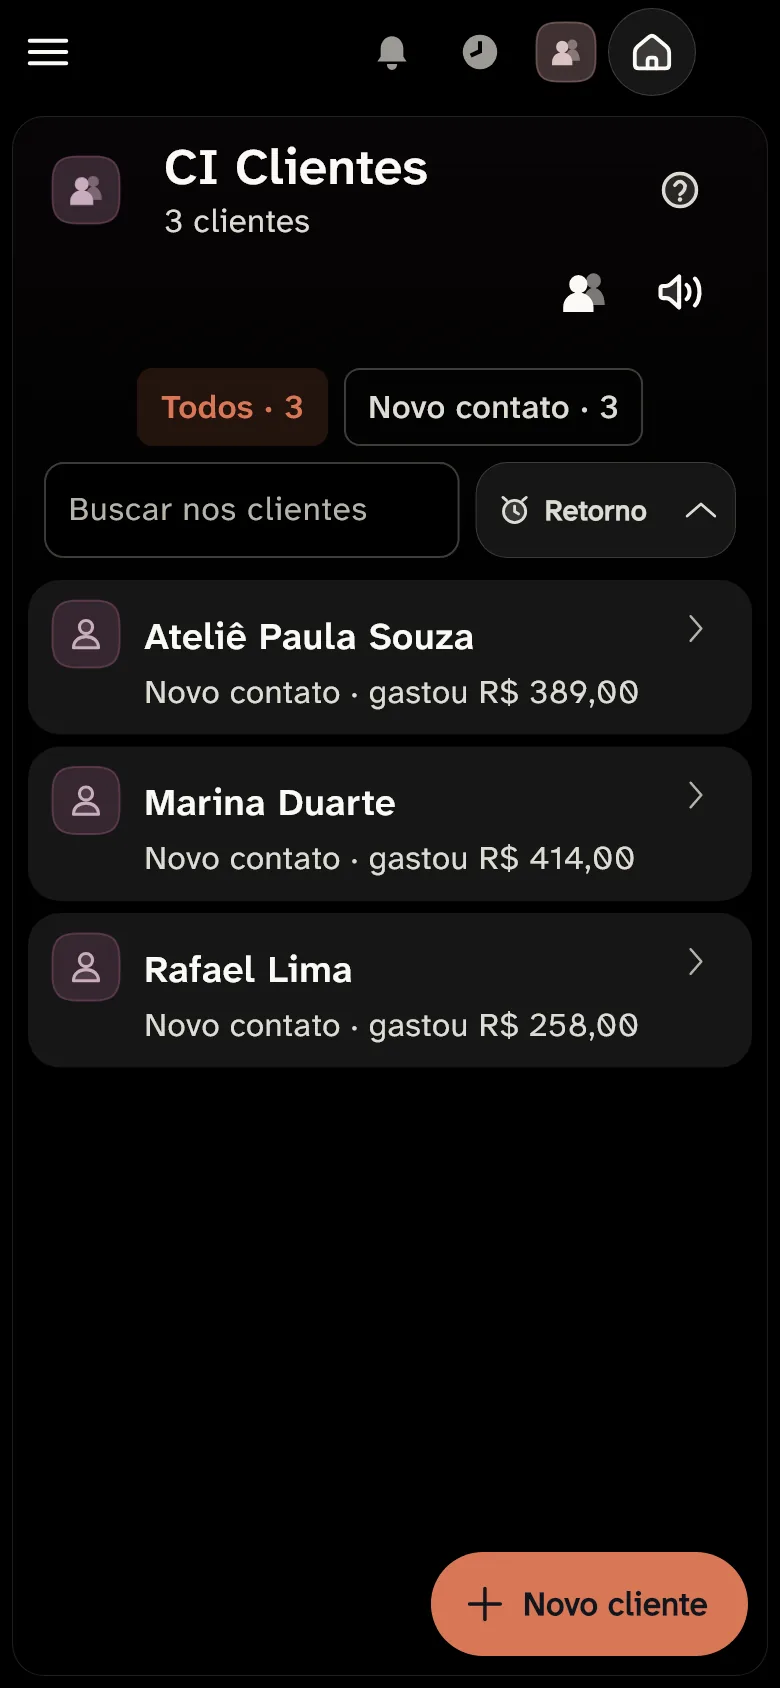 CI Clientes
3 clientes
Todos · 3
Novo contato · 3
Buscar nos clientes
Retorno
Ateliê Paula Souza
Novo contato · gastou R$ 389,00
Marina Duarte
Novo contato · gastou R$ 414,00
Rafael Lima
Novo contato · gastou R$ 258,00
Novo cliente